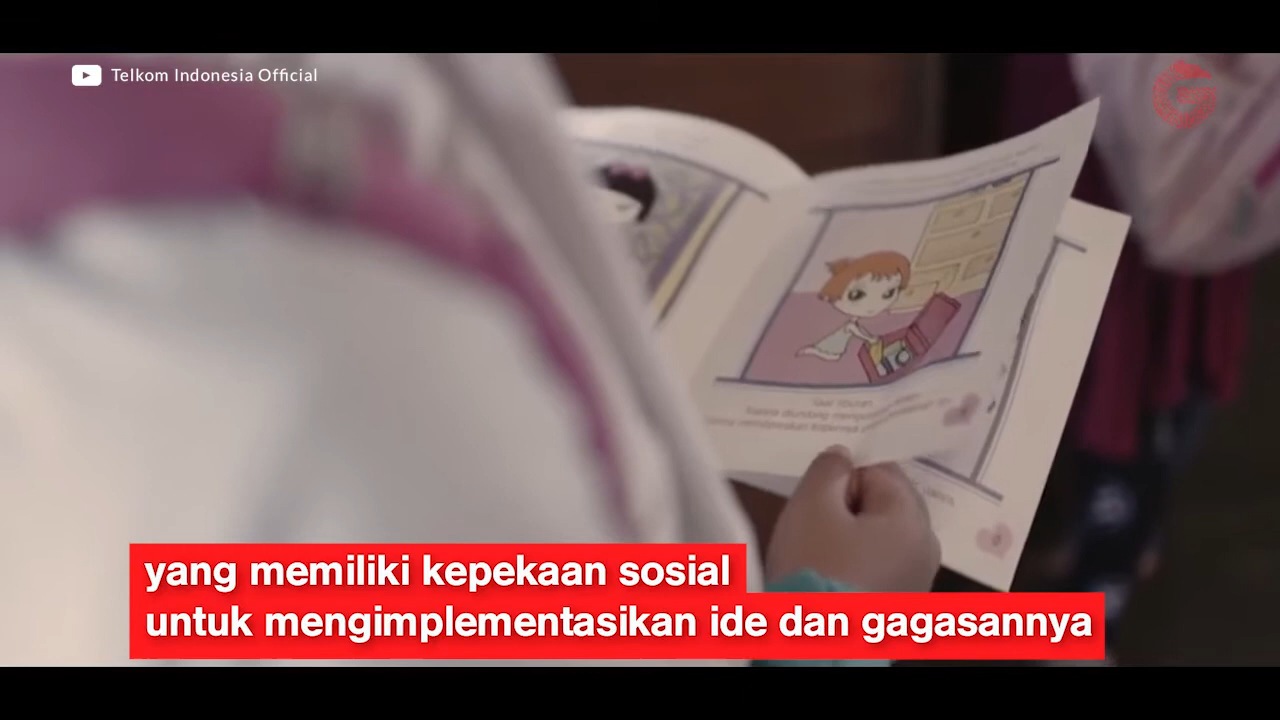 Telkom Indonesia Official
yang memiliki kepekaan sosial
untuk mengimplementasikan ide dan gagasannya